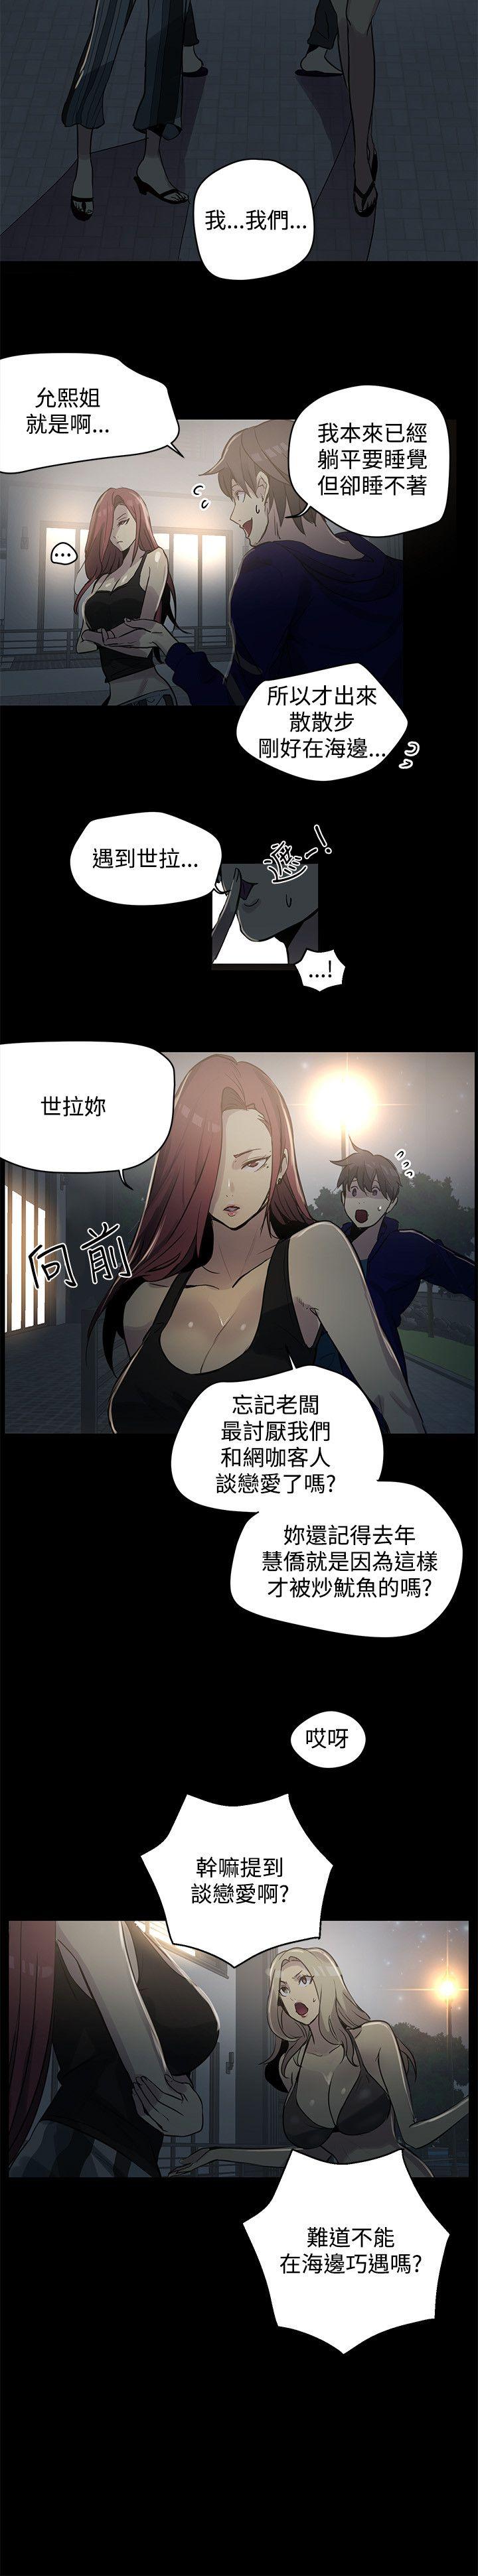 我…我們…
允熙姐
就是啊…
我本來已經
躺平要睡覺
但卻睡不著
…
所以才出來
散散步
剛好在海邊…
遇到世拉…
遮~!
…!
世拉妳
向前
忘記老闆
最討厭我們
和網咖客人
談戀愛了嗎?
妳還記得去年
慧僑就是因為這樣
才被炒魷魚的嗎?
哎呀
幹嘛提到
談戀愛啊?
難道不能
在海邊巧遇嗎?